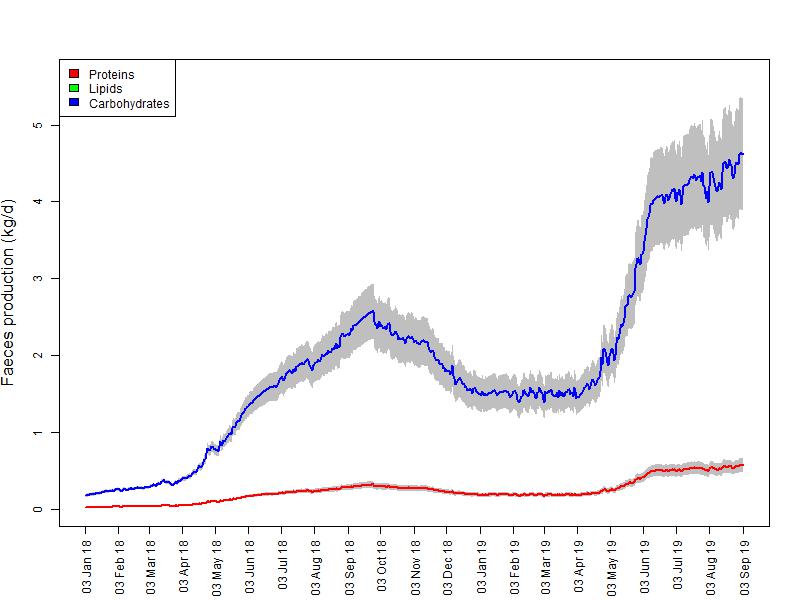 Proteins
Lipids
Carbohydrates
Faeces production (kg/d)
5
4
3
2
1
0
03 Jan 18
03 Feb 18
03 Mar 18
03 Apr 18
03 May 18
03 Jun 18
03 Jul 18
03 Aug 18
03 Sep 18
03 Oct 18
03 Nov 18
03 Dec 18
03 Jan 19
03 Feb 19
03 Mar 19
03 Apr 19
03 May 19
03 Jun 19
03 Jul 19
03 Aug 19
03 Sep 19